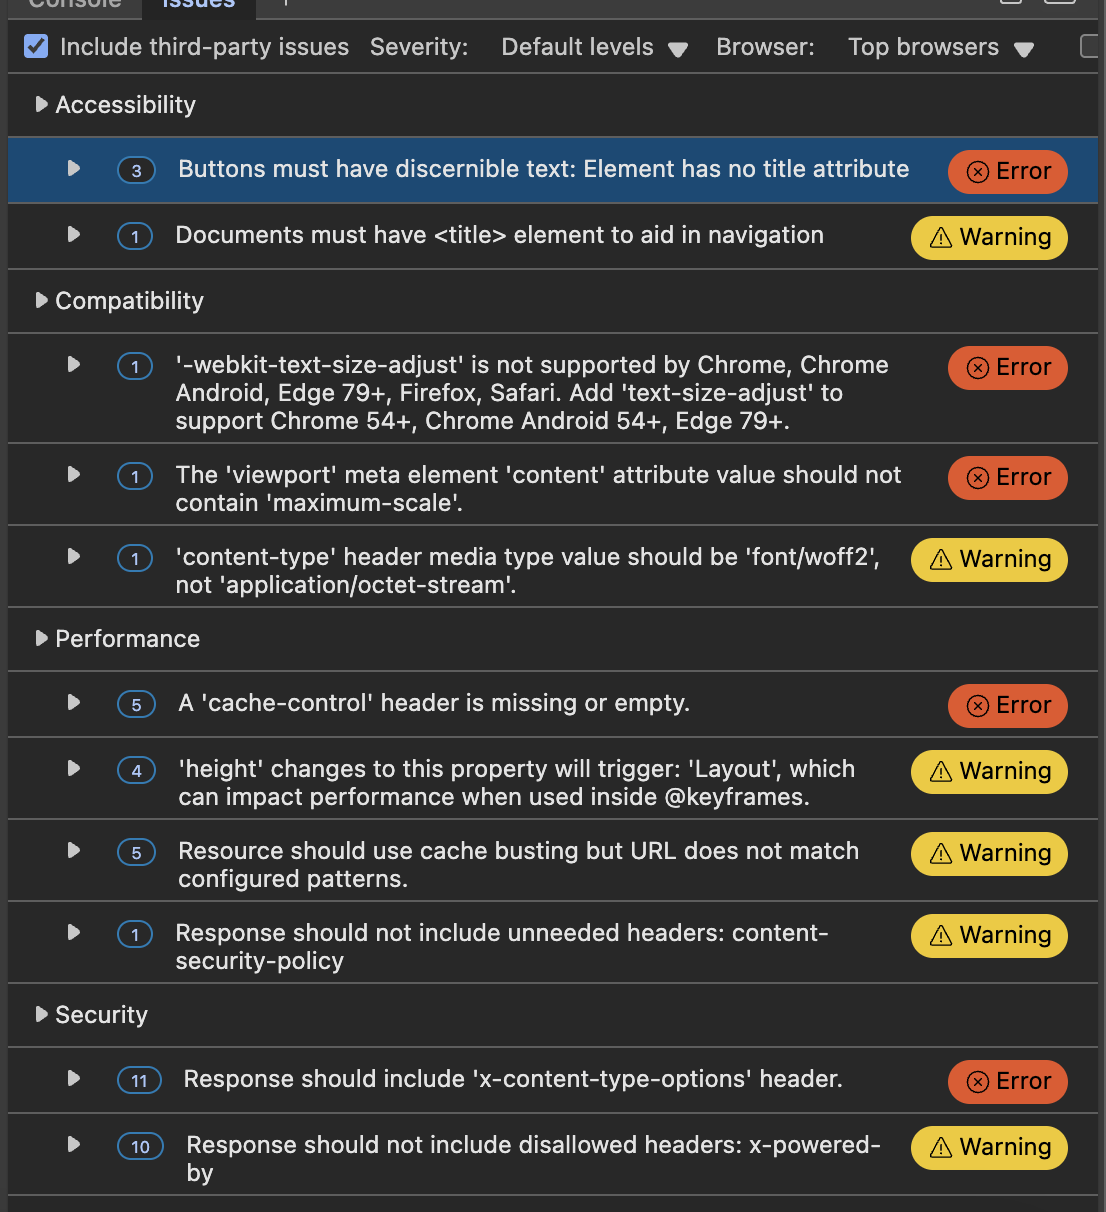 Console Issues +
Include third-party issues Severity: Default levels Browser: Top browsers
Accessibility
3 Buttons must have discernible text: Element has no title attribute Error
1 Documents must have <title> element to aid in navigation Warning
Compatibility
1 '-webkit-text-size-adjust' is not supported by Chrome, Chrome Error
Android, Edge 79+, Firefox, Safari. Add 'text-size-adjust' to
support Chrome 54+, Chrome Android 54+, Edge 79+.
1 The 'viewport' meta element 'content' attribute value should not Error
contain 'maximum-scale'.
1 'content-type' header media type value should be 'font/woff2', Warning
not 'application/octet-stream'.
Performance
5 A 'cache-control' header is missing or empty. Error
4 'height' changes to this property will trigger: 'Layout', which Warning
can impact performance when used inside @keyframes.
5 Resource should use cache busting but URL does not match Warning
configured patterns.
1 Response should not include unneeded headers: content- Warning
security-policy
Security
11 Response should include 'x-content-type-options' header. Error
10 Response should not include disallowed headers: x-powered- Warning
by